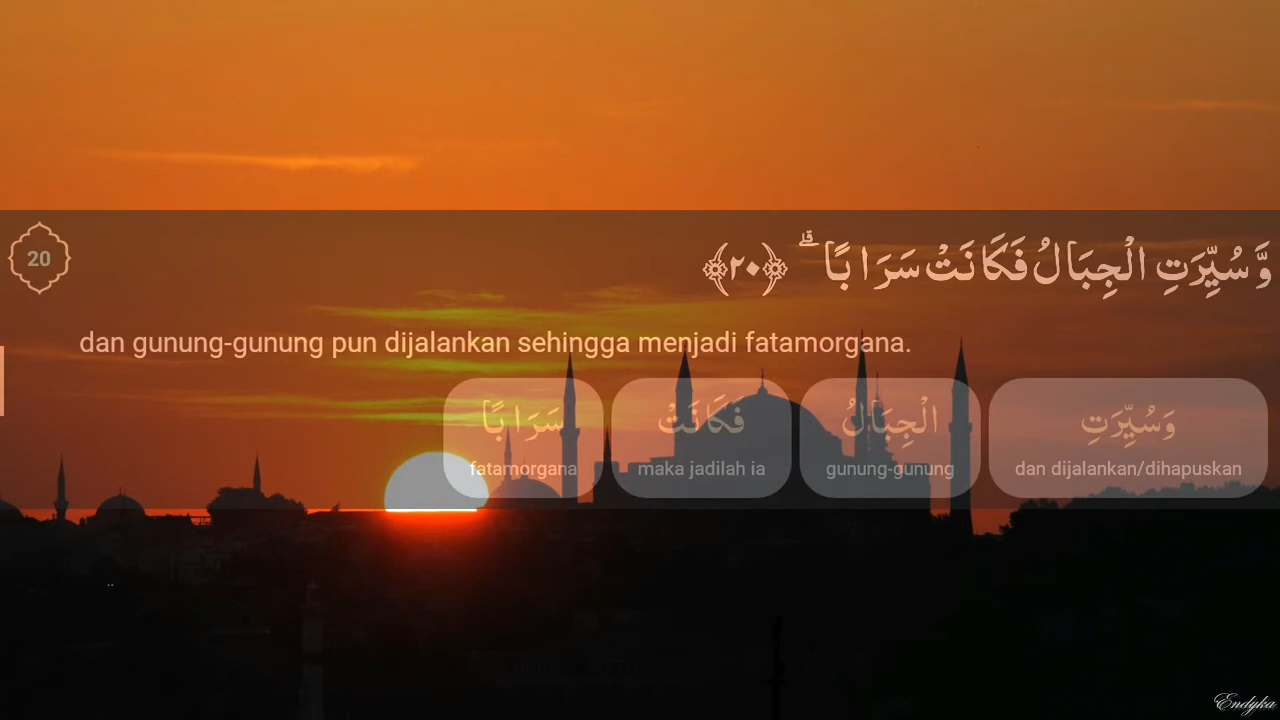 20
وَّسُيِّرَتِ الْجِبَالُ فَكَانَتْ سَرَابًا ۗ ﴿٢٠﴾
dan gunung-gunung pun dijalankan sehingga menjadi fatamorgana.
وَسُيِّرَتِ الْجِبَالُ فَكَانَتْ سَرَابًا
dan dijalankan/dihapuskan gunung-gunung maka jadilah ia fatamorgana
Endyka